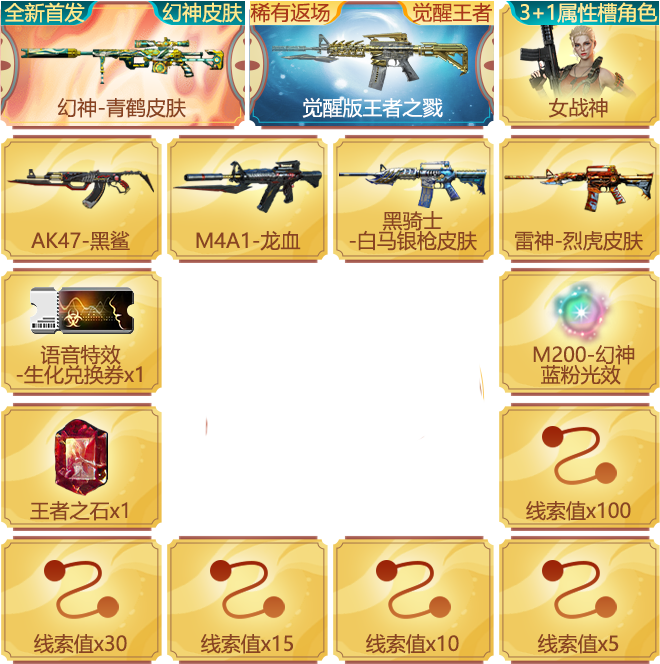 全新首发 幻神皮肤
幻神-青鹤皮肤
稀有返场 觉醒王者
觉醒版王者之戮
3+1属性槽角色
女战神
AK47-黑鲨
M4A1-龙血
黑骑士
-白马银枪皮肤
雷神-烈虎皮肤
语音特效
-生化兑换券x1
M200-幻神
蓝粉光效
王者之石x1
线索值x100
线索值x30
线索值x15
线索值x10
线索值x5